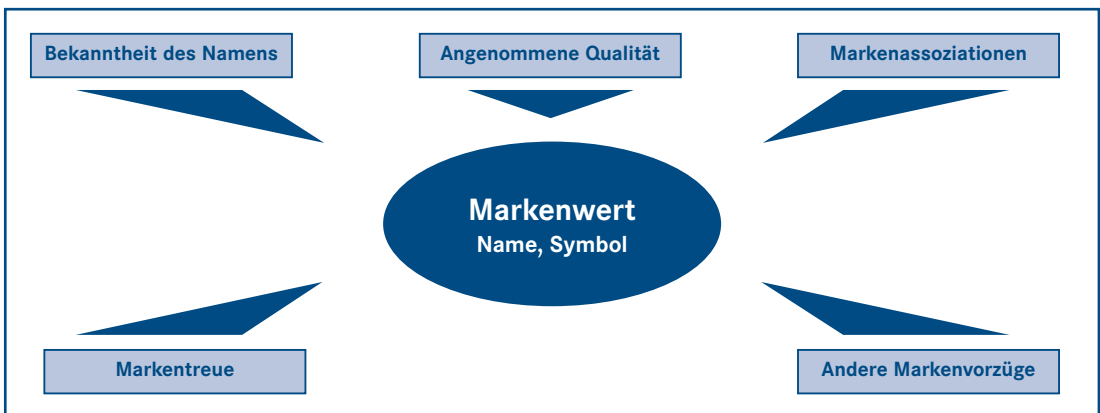 Bekanntheit des Namens
Angenommene Qualität
Markenassoziationen
Markenwert
Name, Symbol
Markentreue
Andere Markenvorzüge